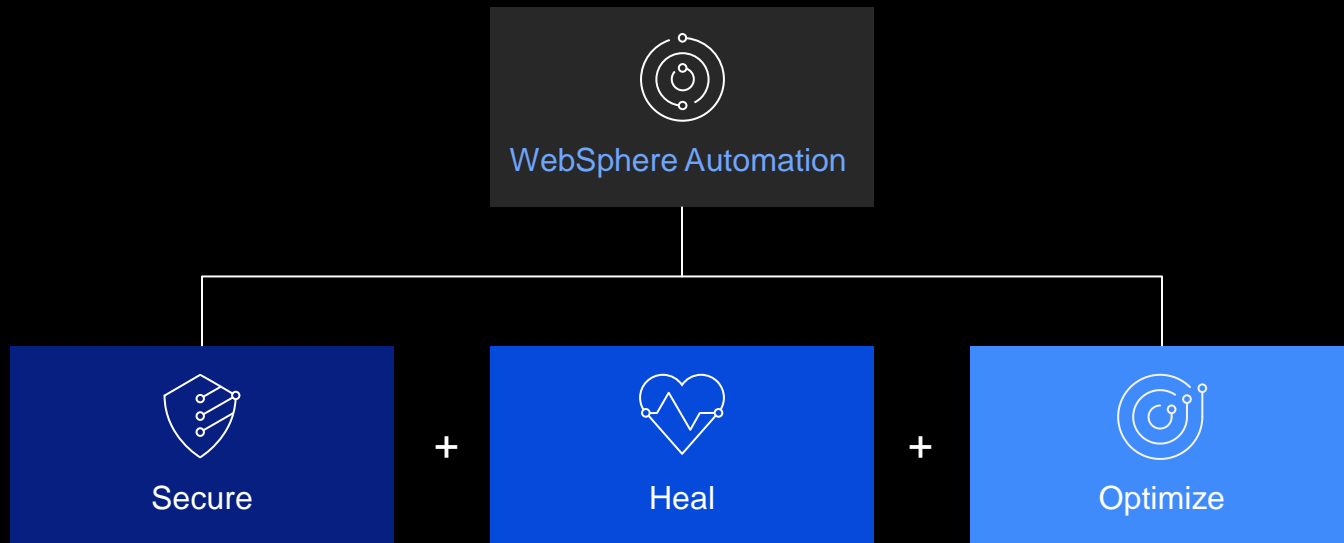 WebSphere Automation
Secure
+
Heal
+
Optimize